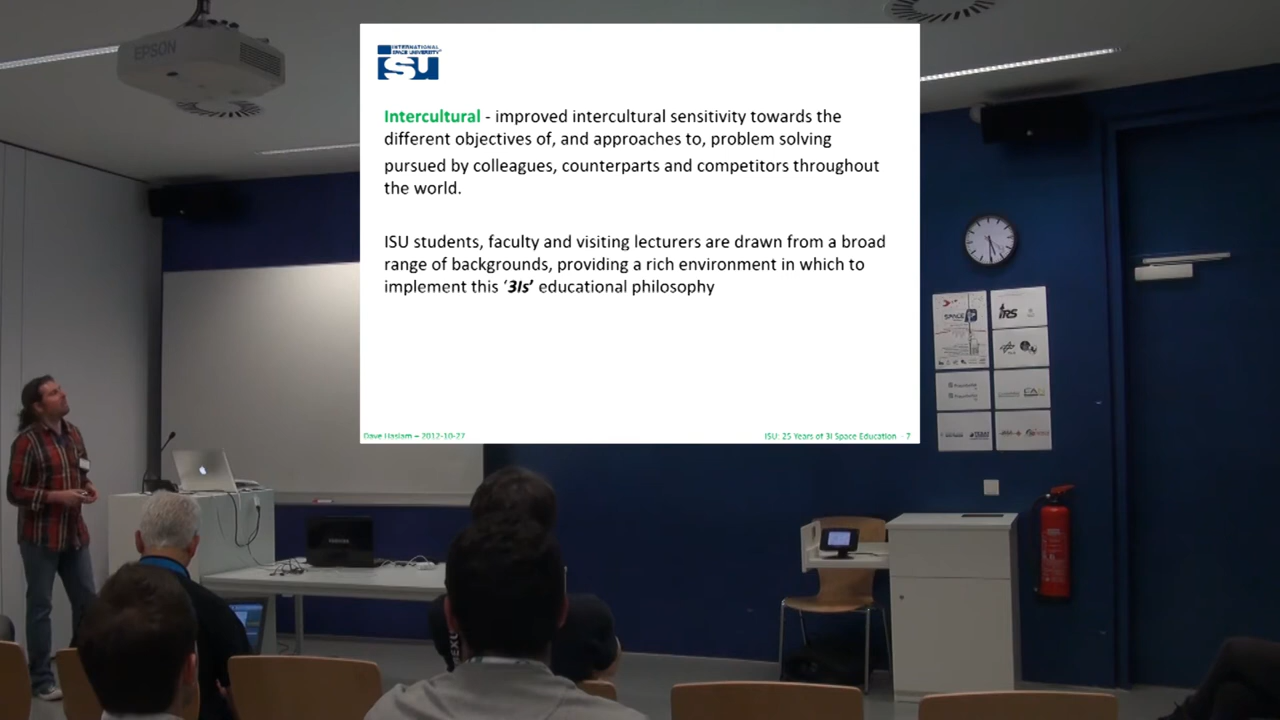 EPSON
INTERNATIONAL
SPACE UNIVERSITY
ISU
Intercultural - improved intercultural sensitivity towards the
different objectives of, and approaches to, problem solving
pursued by colleagues, counterparts and competitors throughout
the world.
ISU students, faculty and visiting lecturers are drawn from a broad
range of backgrounds, providing a rich environment in which to
implement this ‘3Is’ educational philosophy
Dave Haslam – 2012-10-27
ISU: 25 Years of 3I Space Education - 7
SPACE
IRS
TOSHIBA